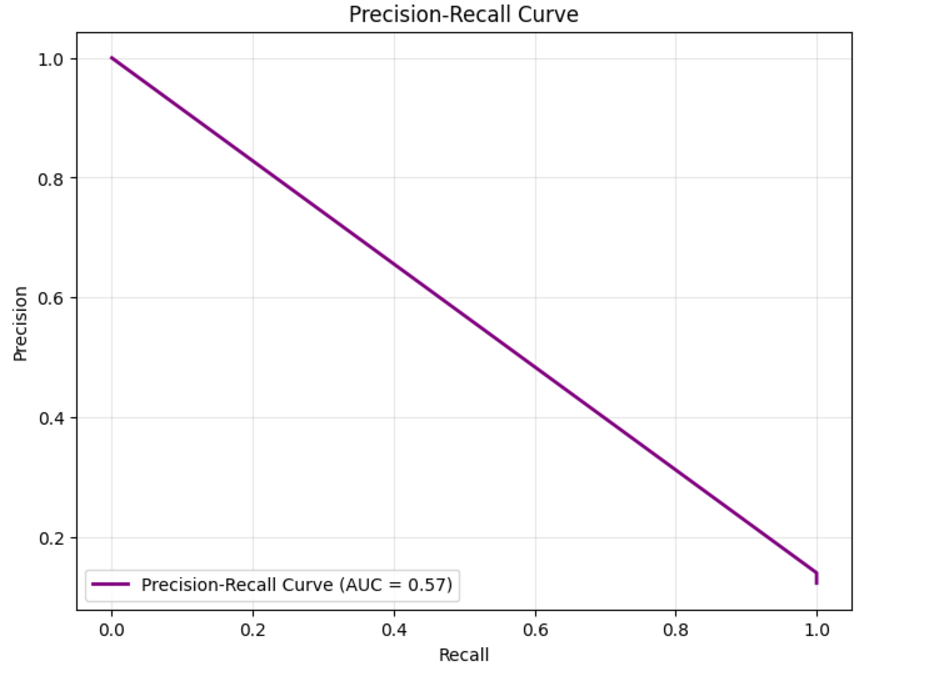 Precision-Recall Curve
1.0
0.8
0.6
0.4
0.2
Precision
Precision-Recall Curve (AUC = 0.57)
0.0 0.2 0.4 0.6 0.8 1.0
Recall